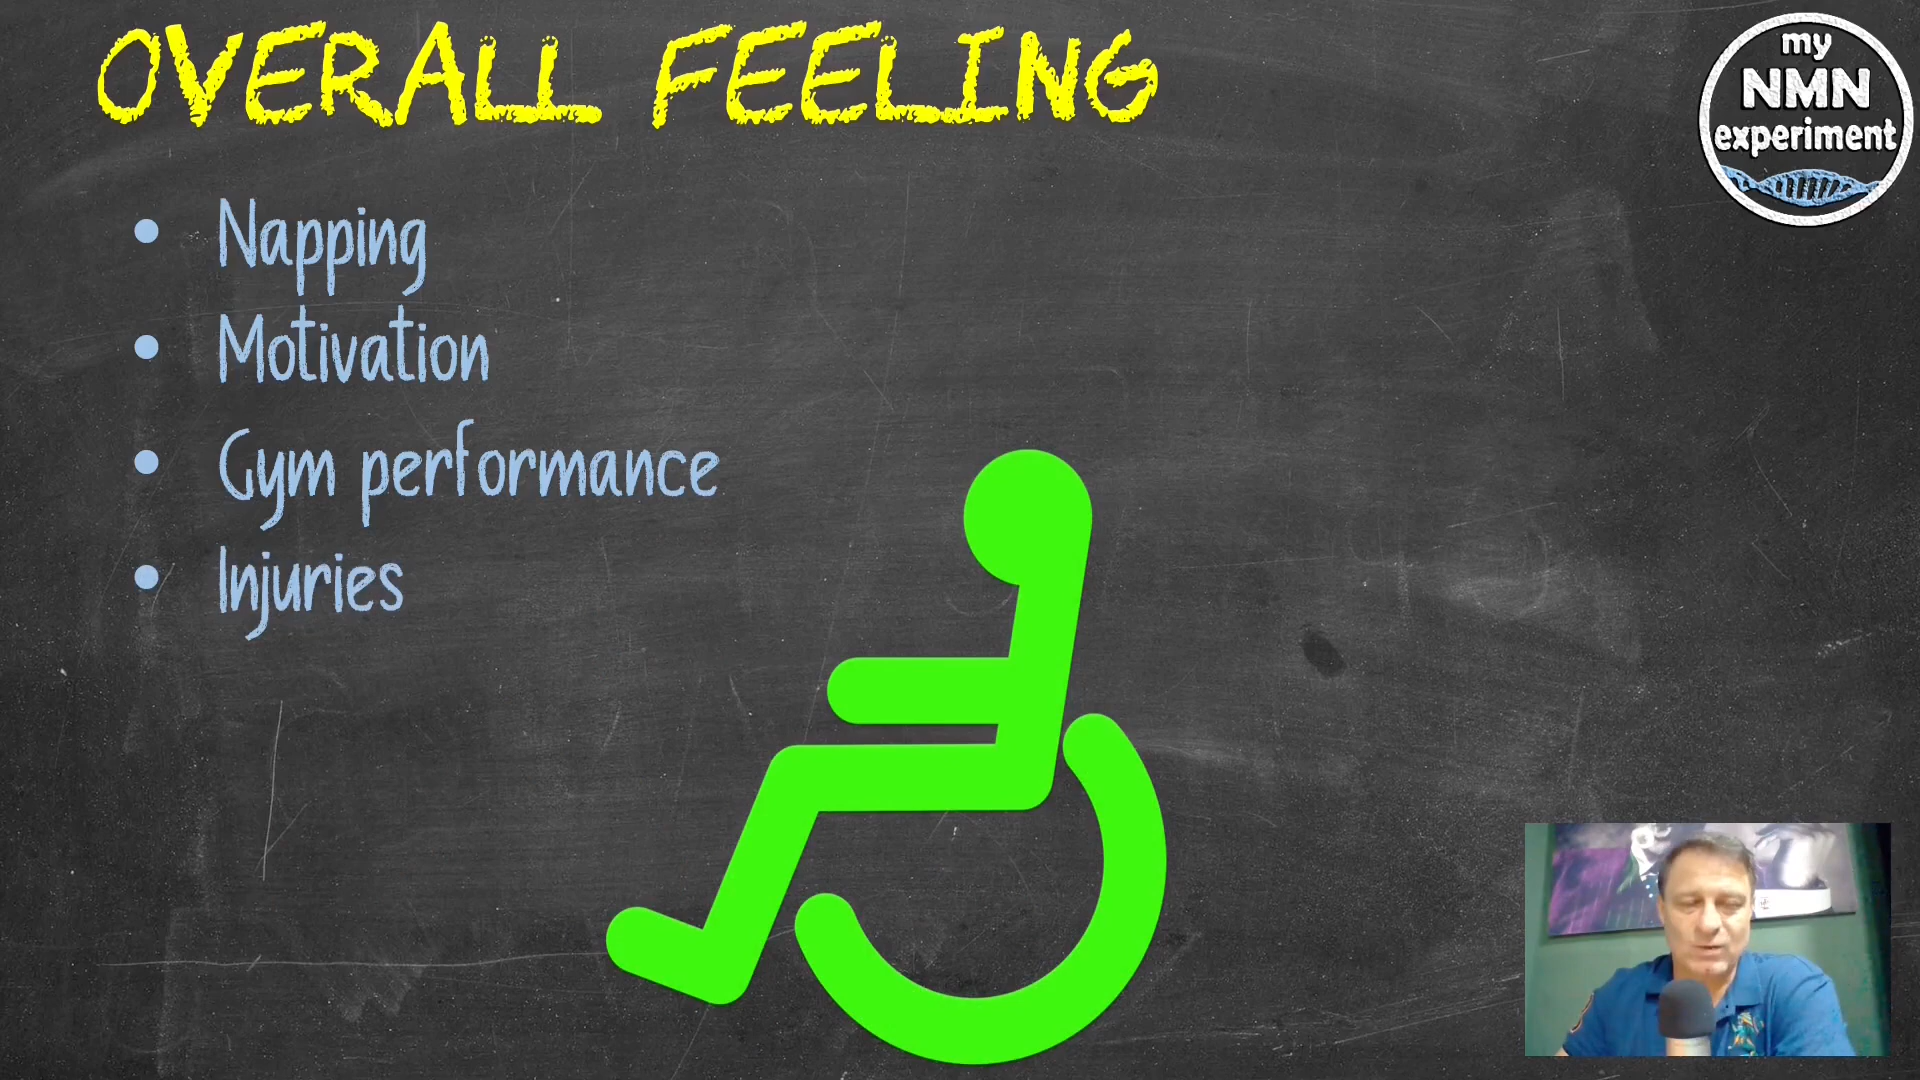 OVERALL FEELING
my
NMN
experiment
Napping
Motivation
Gym performance
Injuries